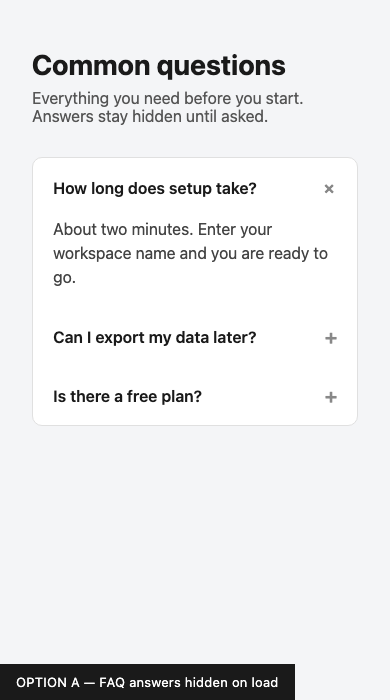 Common questions
Everything you need before you start.
Answers stay hidden until asked.
How long does setup take? ×
About two minutes. Enter your
workspace name and you are ready to
go.
Can I export my data later? +
Is there a free plan? +
OPTION A — FAQ answers hidden on load